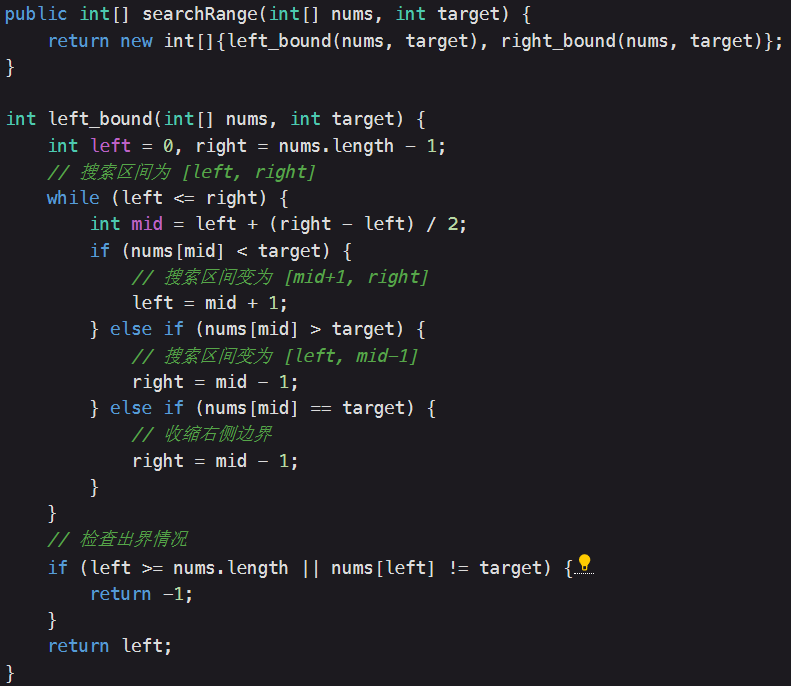 public int[] searchRange(int[] nums, int target) {
    return new int[]{left_bound(nums, target), right_bound(nums, target)};
}

int left_bound(int[] nums, int target) {
    int left = 0, right = nums.length - 1;
    // 搜索区间为 [left, right]
    while (left <= right) {
        int mid = left + (right - left) / 2;
        if (nums[mid] < target) {
            // 搜索区间变为 [mid+1, right]
            left = mid + 1;
        } else if (nums[mid] > target) {
            // 搜索区间变为 [left, mid-1]
            right = mid - 1;
        } else if (nums[mid] == target) {
            // 收缩右侧边界
            right = mid - 1;
        }
    }
    // 检查出界情况
    if (left >= nums.length || nums[left] != target) {
        return -1;
    }
    return left;
}